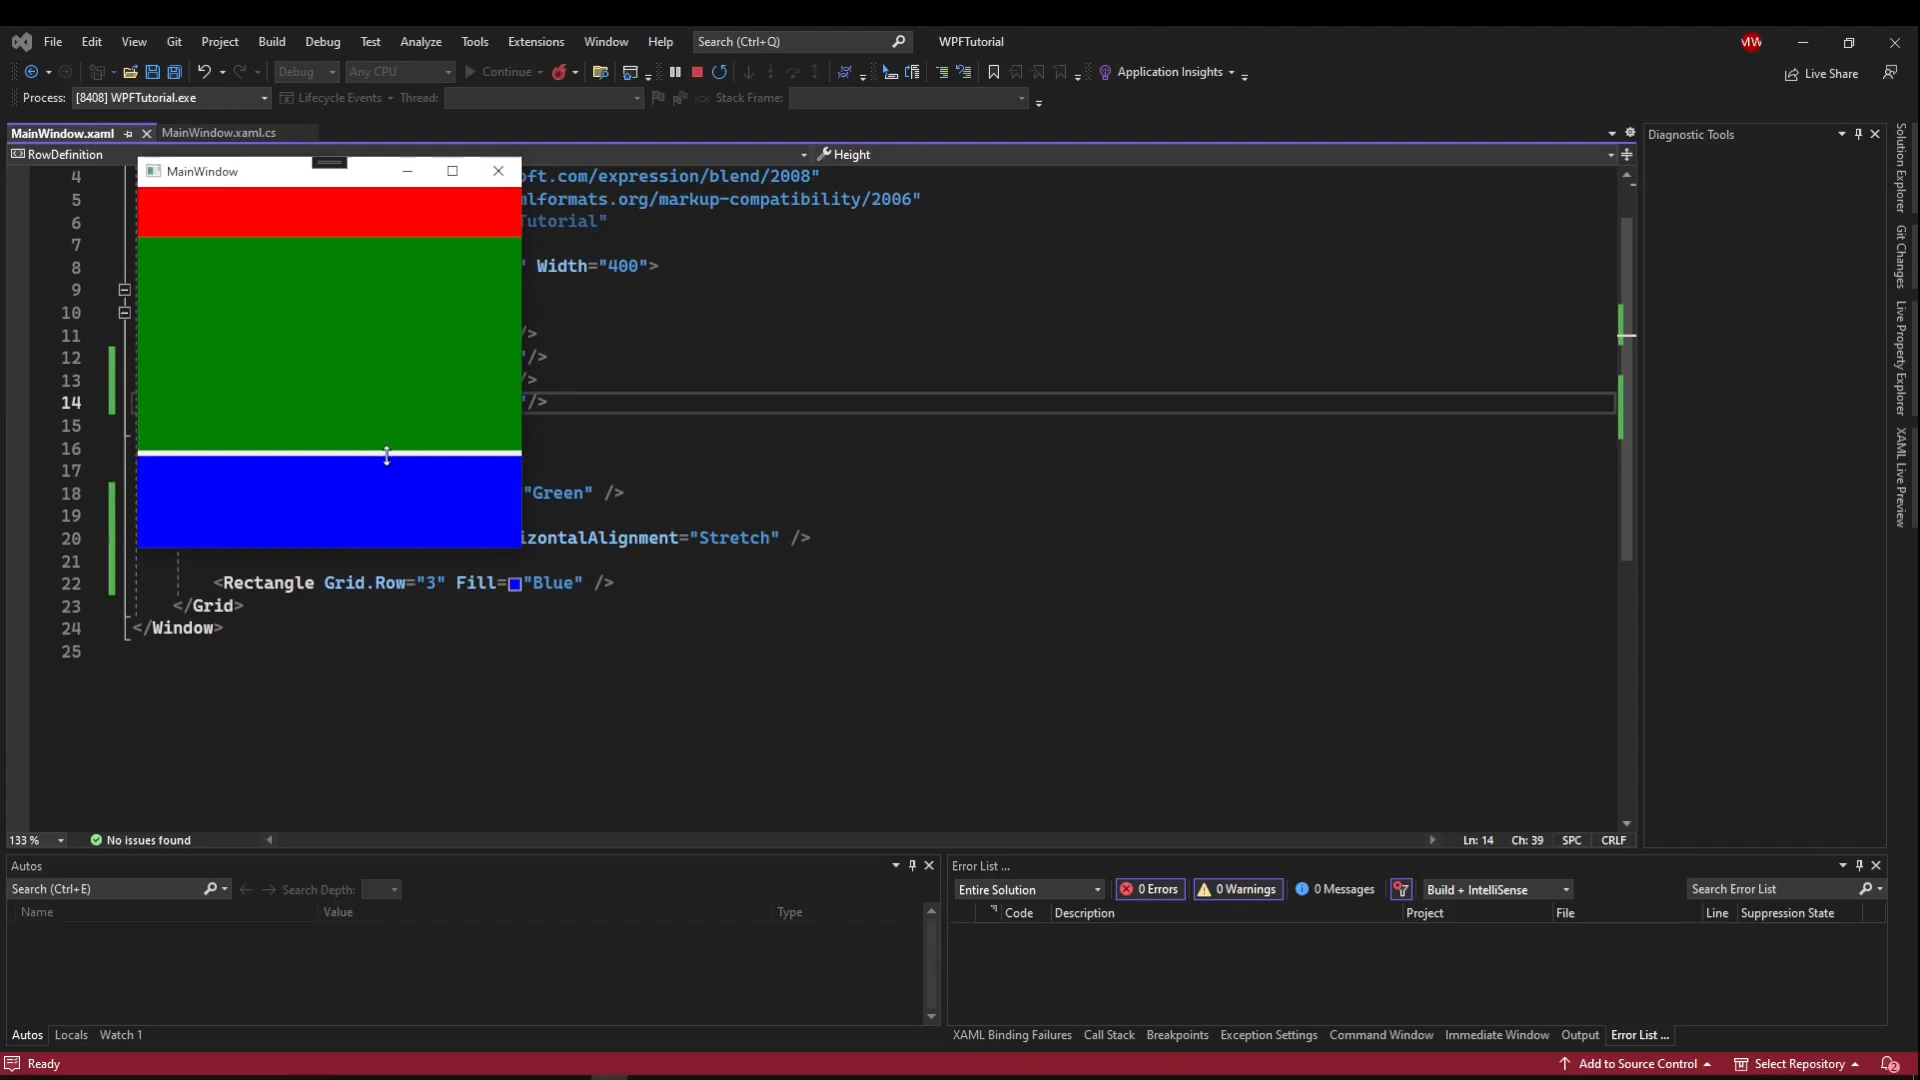 File Edit View Git Project Build Debug Test Analyze Tools Extensions Window Help Search (Ctrl+Q) WPFTutorial MW
Debug Any CPU Continue Application Insights Live Share
Process: [8408] WPFTutorial.exe Lifecycle Events Thread: Stack Frame:
MainWindow.xaml MainWindow.xaml.cs Diagnostic Tools
RowDefinition Height
MainWindow
4 oft.com/expression/blend/2008"
5 mlformats.org/markup-compatibility/2006"
6 Tutorial"
7
8 " Width="400">
9
10
11 />
12 "/>
13 />
14 "/>
15
16
17
18 "Green" />
19
20 izontalAlignment="Stretch" />
21
22 <Rectangle Grid.Row="3" Fill="Blue" />
23 </Grid>
24 </Window>
25
Solution Explorer
Git Changes
Live Property Explorer
XAML Live Preview
133 % No issues found Ln: 14 Ch: 39 SPC CRLF
Autos
Search (Ctrl+E) Search Depth:
Name Value Type
Autos Locals Watch 1
Error List ...
Entire Solution 0 Errors 0 Warnings 0 Messages Build + IntelliSense Search Error List
Code Description Project File Line Suppression State
XAML Binding Failures Call Stack Breakpoints Exception Settings Command Window Immediate Window Output Error List ...
Ready Add to Source Control Select Repository 2